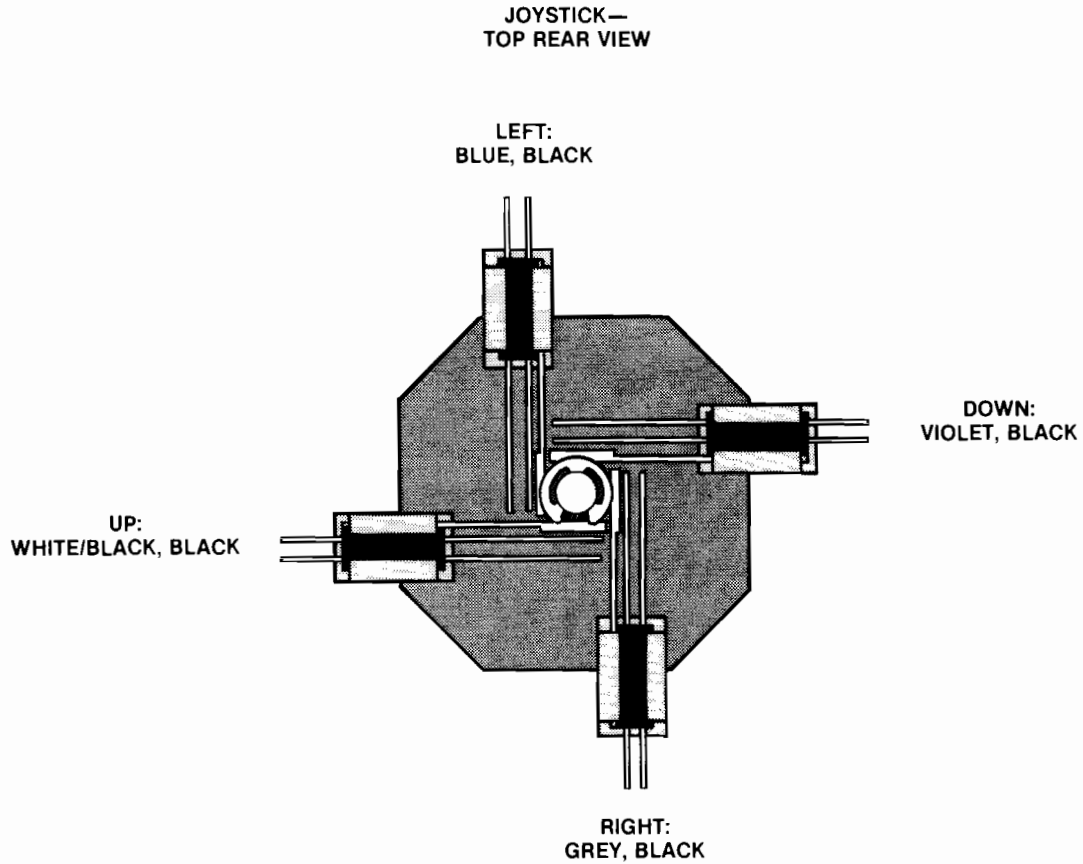 JOYSTICK—
TOP REAR VIEW
LEFT:
BLUE, BLACK
DOWN:
VIOLET, BLACK
UP:
WHITE/BLACK, BLACK
RIGHT:
GREY, BLACK